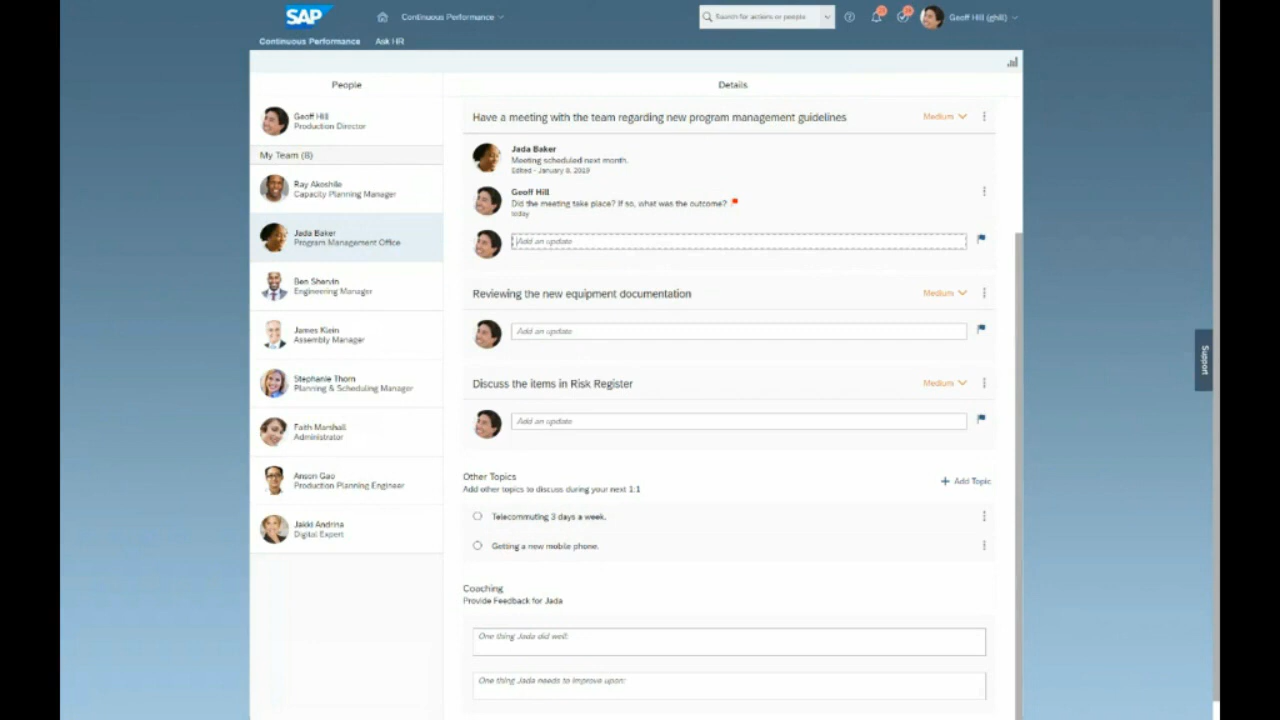 SAP
Continuous Performance
Search for actions or people
Geoff Hill (ghill)
Continuous Performance
Ask HR
People
Details
Geoff Hill
Production Director
My Team (8)
Ray Akoshile
Capacity Planning Manager
Jada Baker
Program Management Office
Ben Shervin
Engineering Manager
James Klein
Assembly Manager
Stephanie Thorn
Planning & Scheduling Manager
Faith Marshall
Administrator
Anson Gao
Production Planning Engineer
Jakki Andrina
Digital Expert
Have a meeting with the team regarding new program management guidelines
Medium
Jada Baker
Meeting scheduled next month.
Edited - January 8, 2019
Geoff Hill
Did the meeting take place? If so, what was the outcome?
today
Add an update
Reviewing the new equipment documentation
Medium
Add an update
Discuss the items in Risk Register
Medium
Add an update
Other Topics
Add other topics to discuss during your next 1:1
+ Add Topic
Telecommuting 3 days a week.
Getting a new mobile phone.
Coaching
Provide Feedback for Jada
One thing Jada did well:
One thing Jada needs to improve upon:
Support